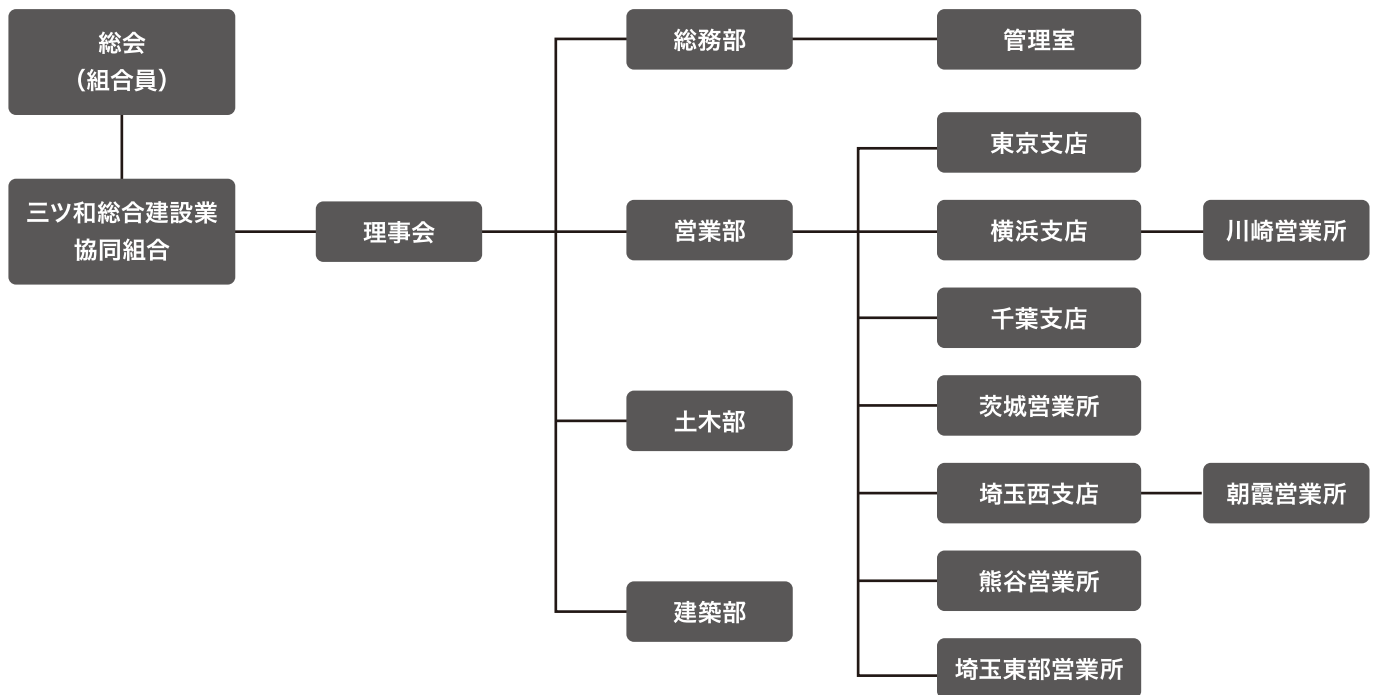 総会
（組合員）
三ツ和総合建設業
協同組合
理事会
総務部
管理室
営業部
東京支店
横浜支店
川崎営業所
千葉支店
茨城営業所
埼玉西支店
朝霞営業所
熊谷営業所
埼玉東部営業所
土木部
建築部